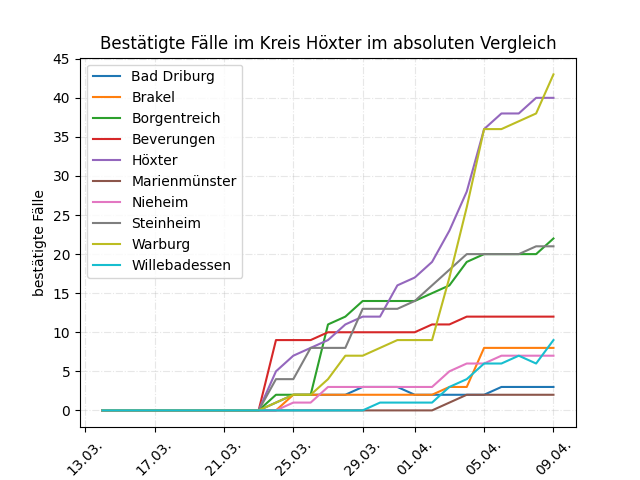 Bestätigte Fälle im Kreis Höxter im absoluten Vergleich
bestätigte Fälle
45
40
35
30
25
20
15
10
5
0
Bad Driburg
Brakel
Borgentreich
Beverungen
Höxter
Marienmünster
Nieheim
Steinheim
Warburg
Willebadessen
13.03.
17.03.
21.03.
25.03.
29.03.
01.04.
05.04.
09.04.